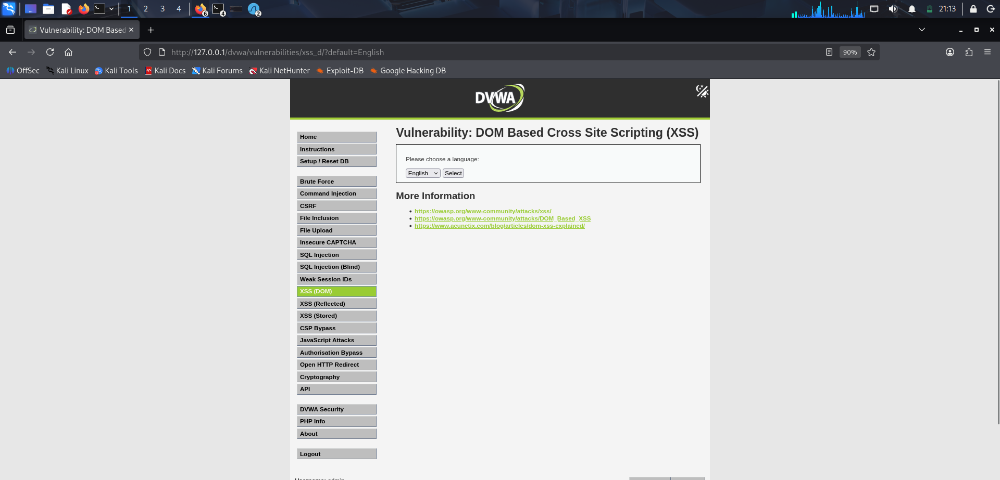 1 2 3 4 6 4 2 21:13
Vulnerability: DOM Based
http://127.0.0.1/dvwa/vulnerabilities/xss_d/?default=English 90%
OffSec Kali Linux Kali Tools Kali Docs Kali Forums Kali NetHunter Exploit-DB Google Hacking DB
DVWA
Home
Instructions
Setup / Reset DB
Brute Force
Command Injection
CSRF
File Inclusion
File Upload
Insecure CAPTCHA
SQL Injection
SQL Injection (Blind)
Weak Session IDs
XSS (DOM)
XSS (Reflected)
XSS (Stored)
CSP Bypass
JavaScript Attacks
Authorisation Bypass
Open HTTP Redirect
Cryptography
API
DVWA Security
PHP Info
About
Logout
Vulnerability: DOM Based Cross Site Scripting (XSS)
Please choose a language:
English Select
More Information
https://owasp.org/www-community/attacks/xss/
https://owasp.org/www-community/attacks/DOM_Based_XSS
https://www.acunetix.com/blog/articles/dom-xss-explained/
Username: admin